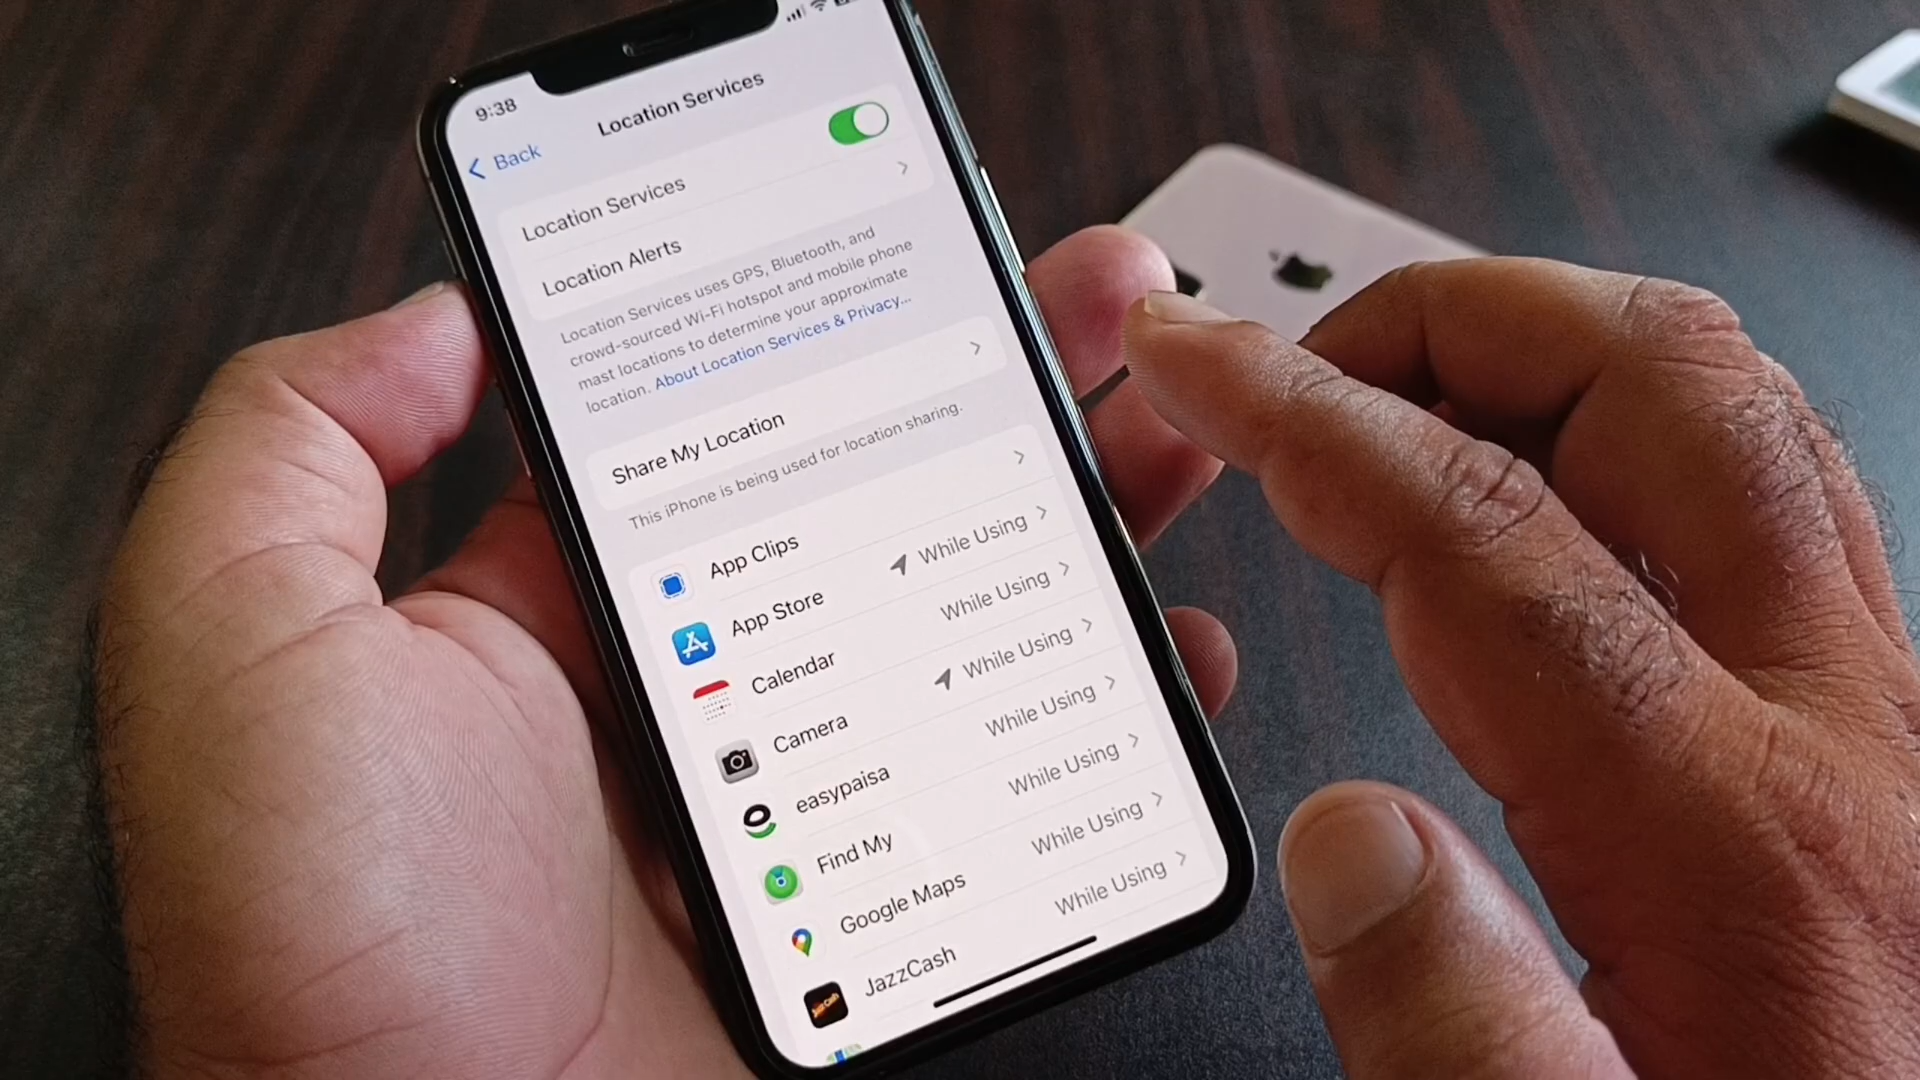 9:38
Back
Location Services
Location Services
Location Alerts
Location Services uses GPS, Bluetooth, and
crowd-sourced Wi-Fi hotspot and mobile phone
mast locations to determine your approximate
location. About Location Services & Privacy...
Share My Location
This iPhone is being used for location sharing.
App Clips
App Store While Using
Calendar While Using
Camera While Using
easypaisa While Using
Find My While Using
Google Maps While Using
JazzCash While Using